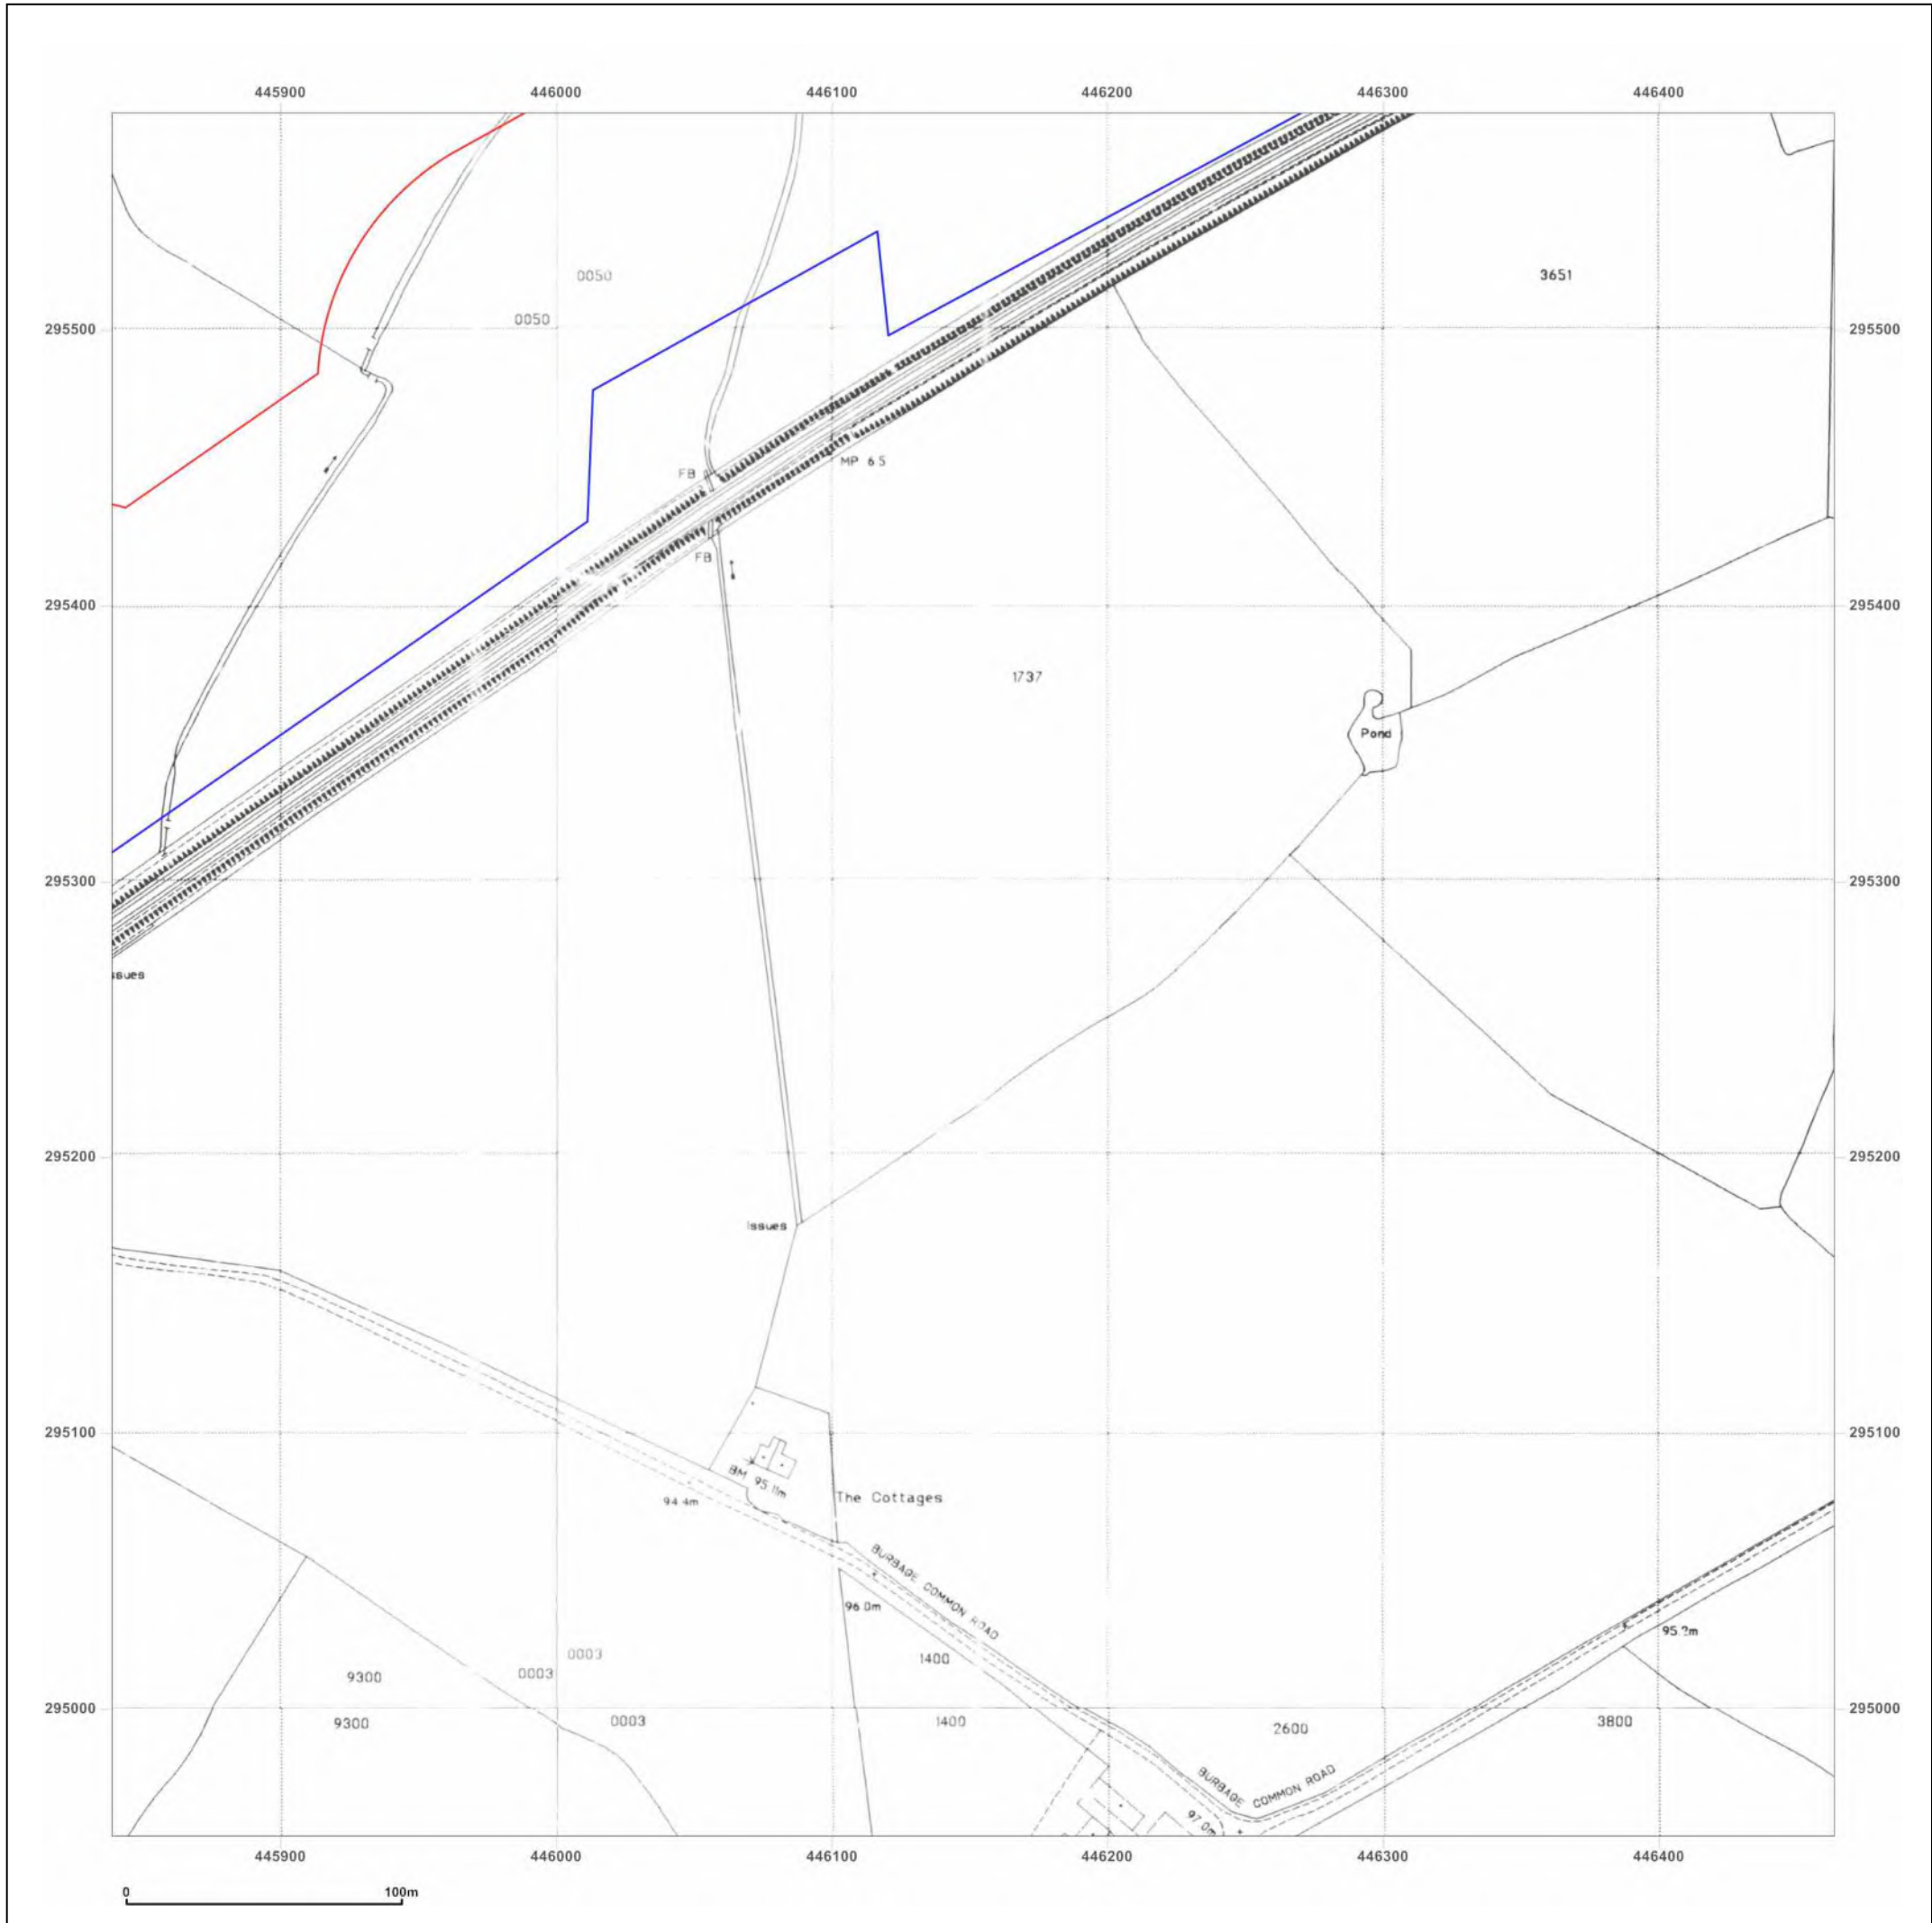 445900 446000 446100 446200 446300 446400
0050
3651
0050
295500 295500
FB
MP 6.5
FB
295400 295400
1737
Pond
295300 295300
ssues
295200 295200
Issues
295100 295100
BM 95.11m
The Cottages
94.4m
BURBAGE COMMON ROAD
96.0m
95.2m
0003
1400
0003
9300
295000 295000
9300
0003
1400
2600
3800
BURBAGE COMMON ROAD
97.0m
445900 446000 446100 446200 446300 446400
0 100m